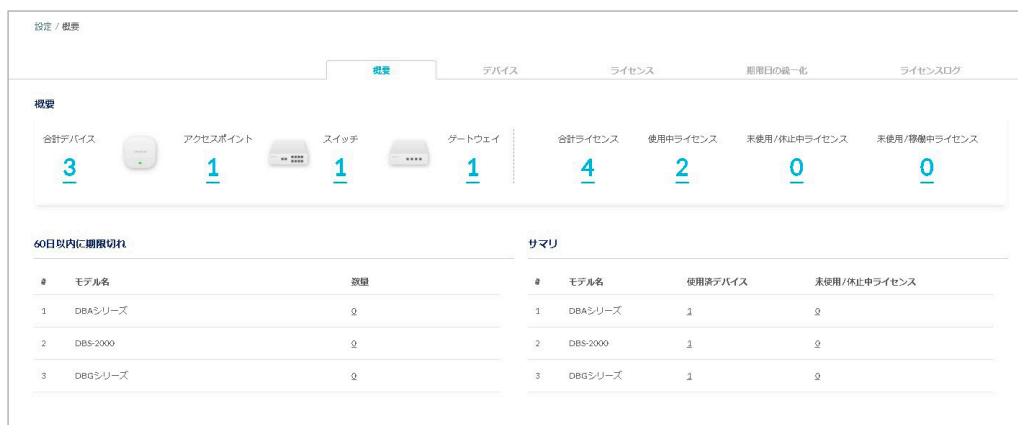 設定 / 概要
概要 デバイス ライセンス 期限日の統一化 ライセンスログ
概要
合計デバイス アクセスポイント スイッチ ゲートウェイ 合計ライセンス 使用中ライセンス 未使用/休止中ライセンス 未使用/稼働中ライセンス
3 1 1 1 4 2 0 0
60日以内に期限切れ
# モデル名 数量
1 DBAシリーズ 0
2 DBS-2000 0
3 DBGシリーズ 0
サマリ
# モデル名 使用済デバイス 未使用/休止中ライセンス
1 DBAシリーズ 1 0
2 DBS-2000 1 0
3 DBGシリーズ 1 0